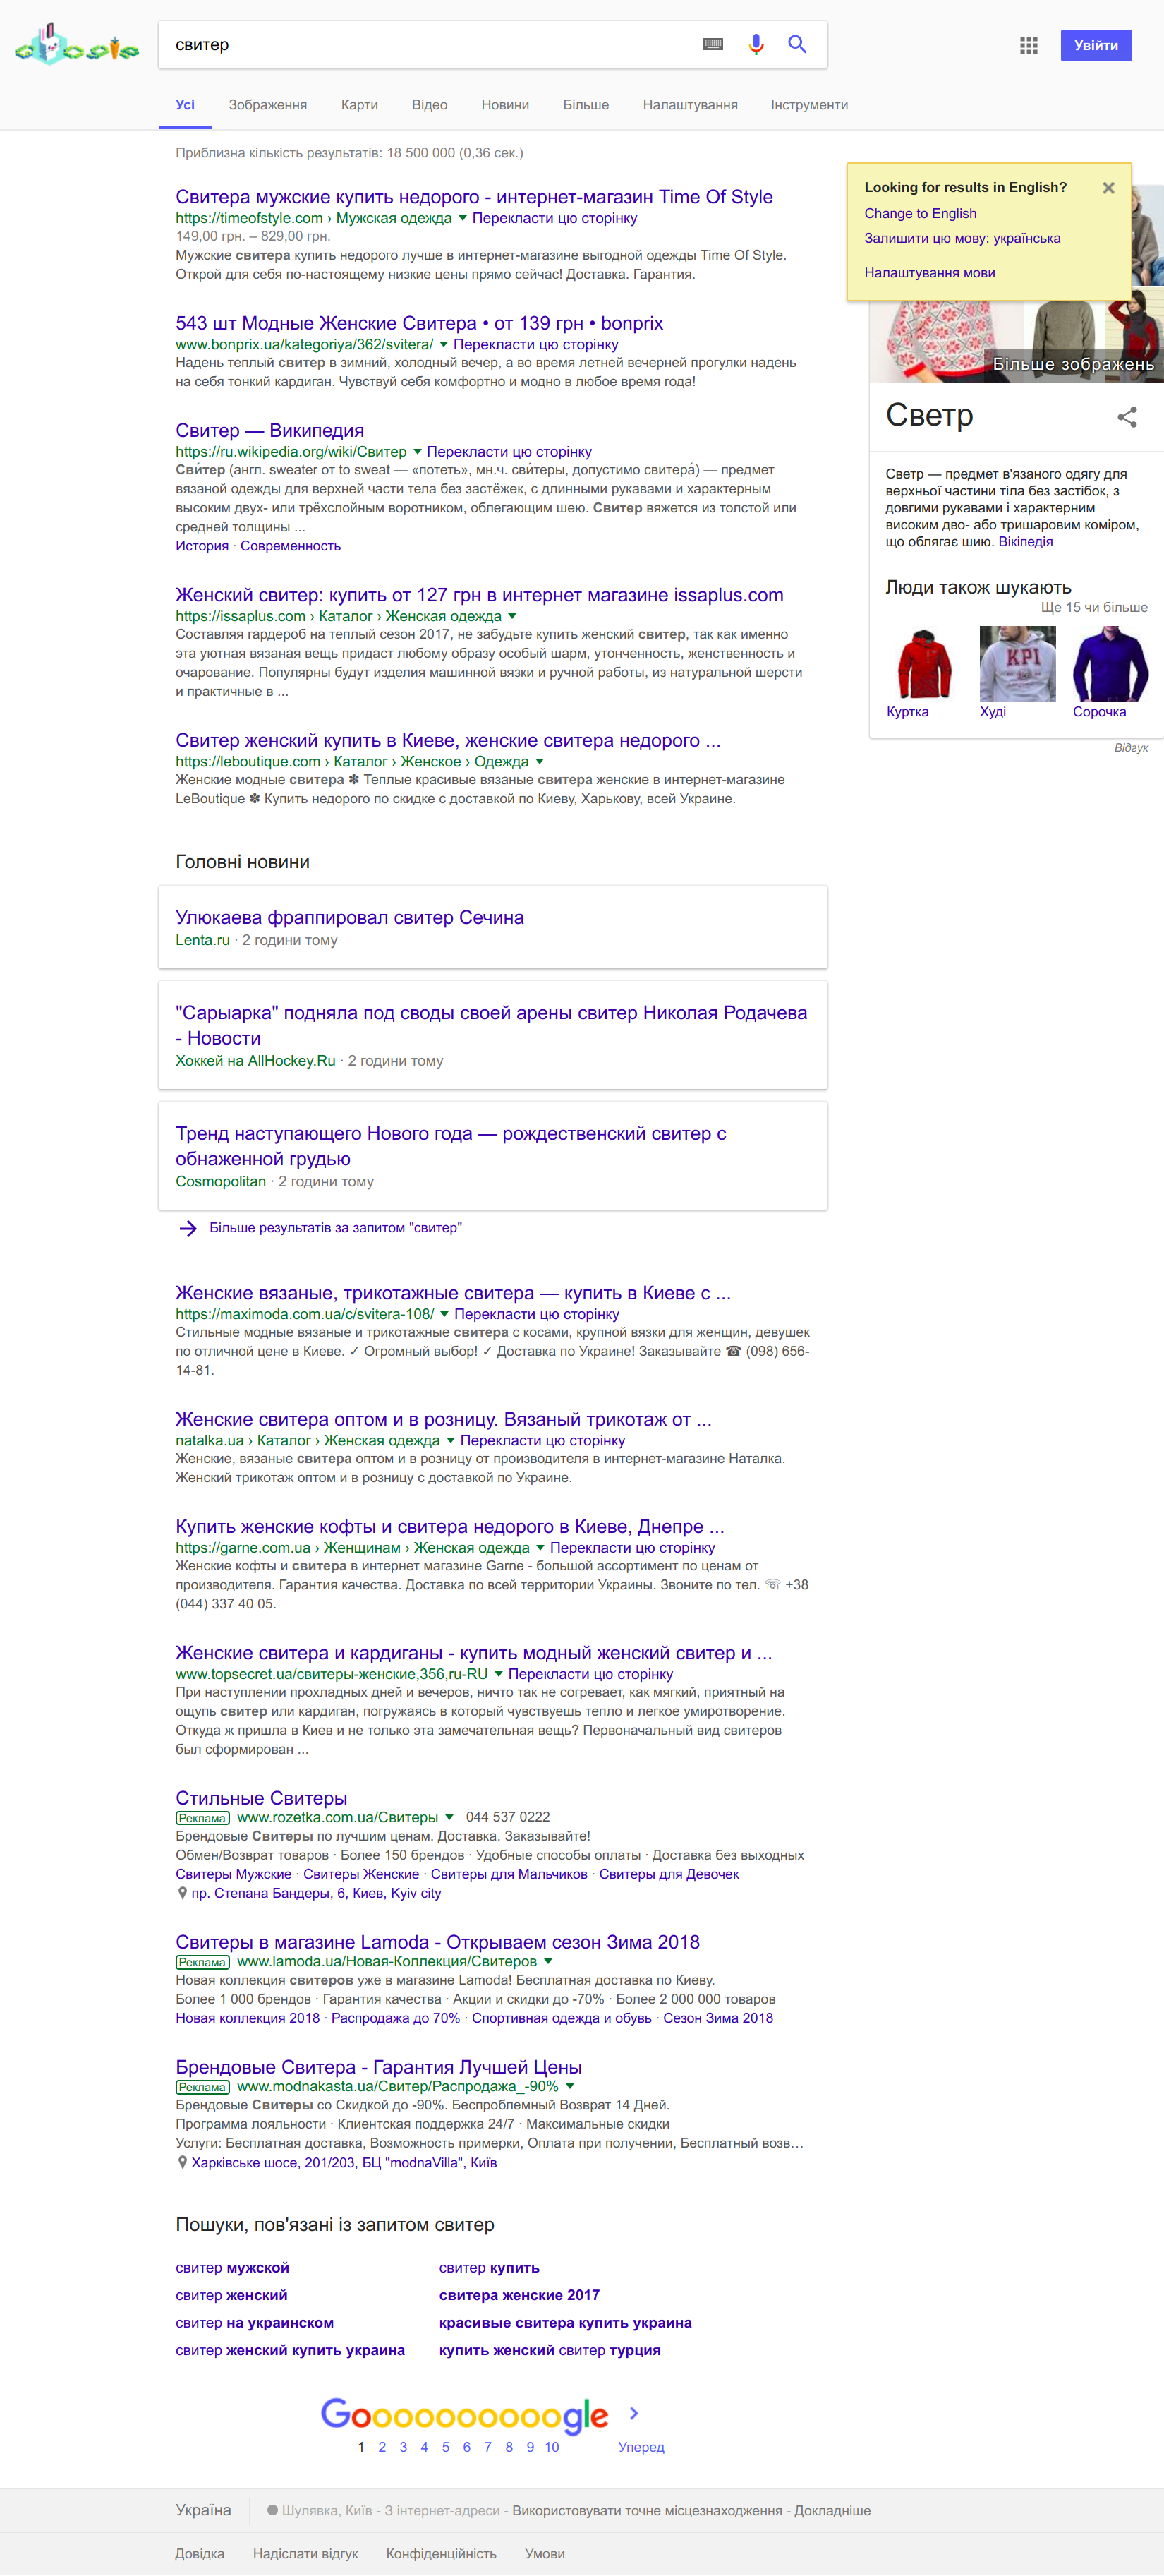 свитер
Увійти
Усі Зображення Карти Відео Новини Більше Налаштування Інструменти
Приблизна кількість результатів: 18 500 000 (0,36 сек.)
Свитера мужские купить недорого - интернет-магазин Time Of Style
https://timeofstyle.com › Мужская одежда ▼ Перекласти цю сторінку
149,00 грн. – 829,00 грн.
Мужские свитера купить недорого лучше в интернет-магазине выгодной одежды Time Of Style.
Открой для себя по-настоящему низкие цены прямо сейчас! Доставка. Гарантия.
543 шт Модные Женские Свитера • от 139 грн • bonprix
www.bonprix.ua/kategoriya/362/svitera/ ▼ Перекласти цю сторінку
Надень теплый свитер в зимний, холодный вечер, а во время летней вечерней прогулки надень
на себя тонкий кардиган. Чувствуй себя комфортно и модно в любое время года!
Свитер — Википедия
https://ru.wikipedia.org/wiki/Свитер ▼ Перекласти цю сторінку
Сви́тер (англ. sweater от to sweat — «потеть», мн.ч. сви́теры, допустимо свитера́) — предмет
вязаной одежды для верхней части тела без застёжек, с длинными рукавами и характерным
высоким двух- или трёхслойным воротником, облегающим шею. Свитер вяжется из толстой или
средней толщины ...
История · Современность
Женский свитер: купить от 127 грн в интернет магазине issaplus.com
https://issaplus.com › Каталог › Женская одежда ▼
Составляя гардероб на теплый сезон 2017, не забудьте купить женский свитер, так как именно
эта уютная вязаная вещь придаст любому образу особый шарм, утонченность, женственность и
очарование. Популярны будут изделия машинной вязки и ручной работы, из натуральной шерсти
и практичные в ...
Свитер женский купить в Киеве, женские свитера недорого ...
https://leboutique.com › Каталог › Женское › Одежда ▼
Женские модные свитера ✽ Теплые красивые вязаные свитера женские в интернет-магазине
LeBoutique ✽ Купить недорого по скидке с доставкой по Киеву, Харькову, всей Украине.
Головні новини
Улюкаева фраппировал свитер Сечина
Lenta.ru · 2 години тому
"Сарыарка" подняла под своды своей арены свитер Николая Родачева
- Новости
Хоккей на AllHockey.Ru · 2 години тому
Тренд наступающего Нового года — рождественский свитер с
обнаженной грудью
Cosmopolitan · 2 години тому
Більше результатів за запитом "свитер"
Женские вязаные, трикотажные свитера — купить в Киеве с ...
https://maximoda.com.ua/c/svitera-108/ ▼ Перекласти цю сторінку
Стильные модные вязаные и трикотажные свитера с косами, крупной вязки для женщин, девушек
по отличной цене в Киеве. ✓ Огромный выбор! ✓ Доставка по Украине! Заказывайте ☎ (098) 656-
14-81.
Женские свитера оптом и в розницу. Вязаный трикотаж от ...
natalka.ua › Каталог › Женская одежда ▼ Перекласти цю сторінку
Женские, вязаные свитера оптом и в розницу от производителя в интернет-магазине Наталка.
Женский трикотаж оптом и в розницу с доставкой по Украине.
Купить женские кофты и свитера недорого в Киеве, Днепре ...
https://garne.com.ua › Женщинам › Женская одежда ▼ Перекласти цю сторінку
Женские кофты и свитера в интернет магазине Garne - большой ассортимент по ценам от
производителя. Гарантия качества. Доставка по всей территории Украины. Звоните по тел. ☏ +38
(044) 337 40 05.
Женские свитера и кардиганы - купить модный женский свитер и ...
www.topsecret.ua/свитеры-женские,356,ru-RU ▼ Перекласти цю сторінку
При наступлении прохладных дней и вечеров, ничто так не согревает, как мягкий, приятный на
ощупь свитер или кардиган, погружаясь в который чувствуешь тепло и легкое умиротворение.
Откуда ж пришла в Киев и не только эта замечательная вещь? Первоначальный вид свитеров
был сформирован ...
Стильные Свитеры
Реклама www.rozetka.com.ua/Свитеры ▼ 044 537 0222
Брендовые Свитеры по лучшим ценам. Доставка. Заказывайте!
Обмен/Возврат товаров · Более 150 брендов · Удобные способы оплаты · Доставка без выходных
Свитеры Мужские · Свитеры Женские · Свитеры для Мальчиков · Свитеры для Девочек
пр. Степана Бандеры, 6, Киев, Kyiv city
Свитеры в магазине Lamoda - Открываем сезон Зима 2018
Реклама www.lamoda.ua/Новая-Коллекция/Свитеров ▼
Новая коллекция свитеров уже в магазине Lamoda! Бесплатная доставка по Киеву.
Более 1 000 брендов · Гарантия качества · Акции и скидки до -70% · Более 2 000 000 товаров
Новая коллекция 2018 · Распродажа до 70% · Спортивная одежда и обувь · Сезон Зима 2018
Брендовые Свитера - Гарантия Лучшей Цены
Реклама www.modnakasta.ua/Свитер/Распродажа_-90% ▼
Брендовые Свитеры со Скидкой до -90%. Беспроблемный Возврат 14 Дней.
Программа лояльности · Клиентская поддержка 24/7 · Максимальные скидки
Услуги: Бесплатная доставка, Возможность примерки, Оплата при получении, Бесплатный возв…
Харківське шосе, 201/203, БЦ "modnaVilla", Київ
Пошуки, пов'язані із запитом свитер
свитер мужской
свитер женский
свитер на украинском
свитер женский купить украина
свитер купить
свитера женские 2017
красивые свитера купить украина
купить женский свитер турция
Goooooooooogle
1 2 3 4 5 6 7 8 9 10 Уперед
Looking for results in English?
Change to English
Залишити цю мову: українська
Налаштування мови
Більше зображень
Светр
Светр — предмет в'язаного одягу для
верхньої частини тіла без застібок, з
довгими рукавами і характерним
високим дво- або тришаровим коміром,
що облягає шию. Вікіпедія
Люди також шукають
Ще 15 чи більше
KPI
Куртка Худі Сорочка
Відгук
Україна
Шулявка, Київ - З інтернет-адреси - Використовувати точне місцезнаходження - Докладніше
Довідка Надіслати відгук Конфіденційність Умови